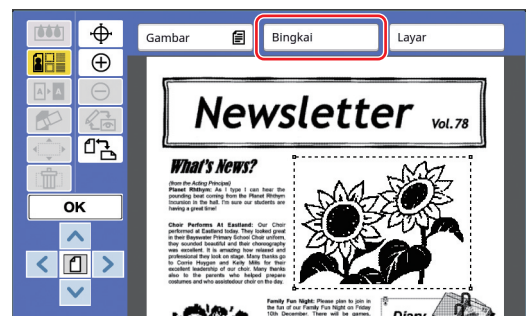 Gambar
Bingkai
Layar
A
A
OK
Newsletter Vol.78
What's News?
(from the Acting Principal)
Planet Rhthym: As I type I can hear the
pounding beat coming from the Planet Rhthym
Incursion in the hall. I'm sure our students are
having a great time!
Choir Performs At Eastland: Our Choir
performed at Eastland today. They looked great
in their Bayswater Primary School Choir uniform,
they sounded beautiful and their choreography
was excellent. It is amazing how relaxed and
professional they look on stage. Many thanks go
to Corrie Huygen and Kelly Mills for their
excellent leadership of our choir. Many thanks
also to the parents who helped prepare
costumes and who assistedour choir on the day.
Family Fun Night: Please plan to join in
the fun of our Family Fun Night on Friday
10th December. There will be games,
Diary